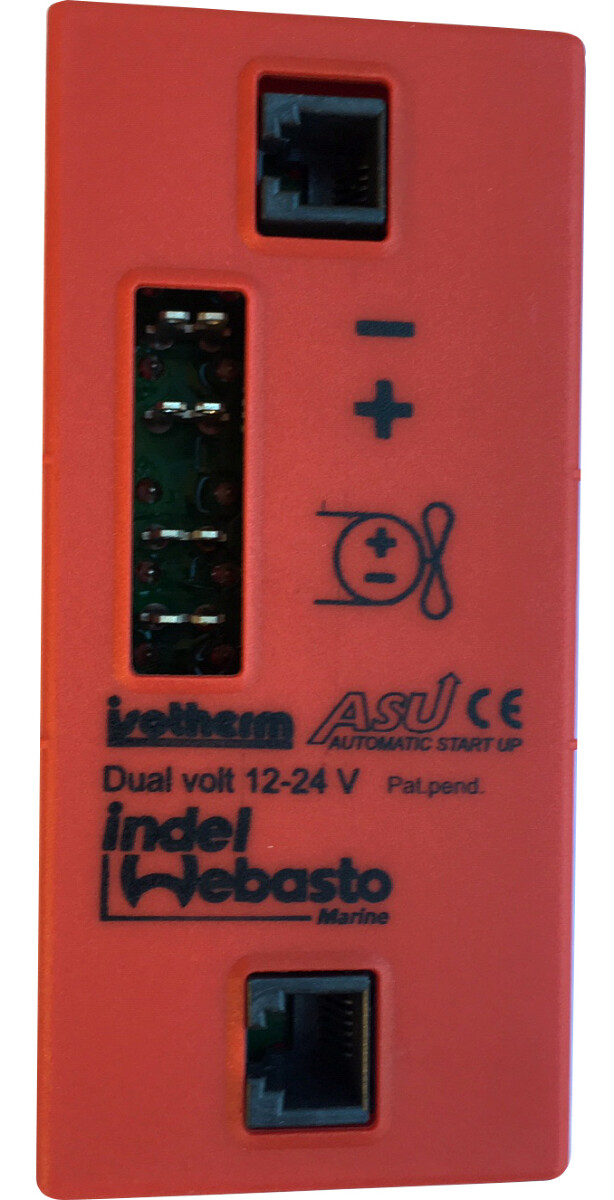 −
+
+
−
isotherm ASU CE
AUTOMATIC START UP
Dual volt 12-24 V Pat.pend.
indel
Webasto
Marine